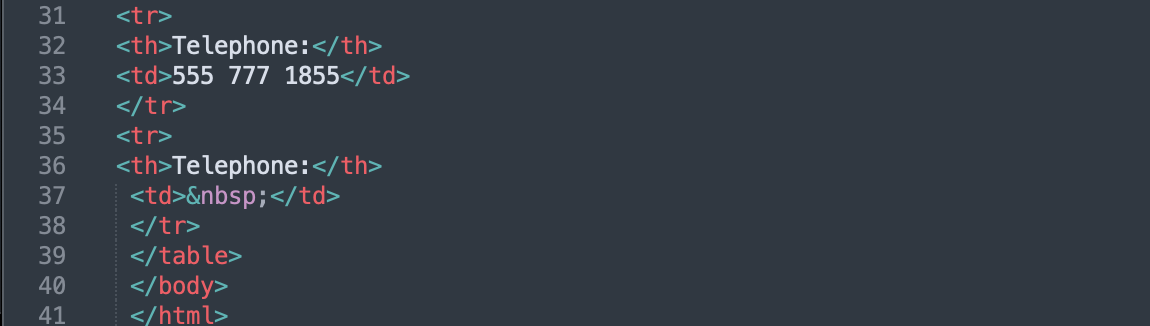 31 <tr>
32 <th>Telephone:</th>
33 <td>555 777 1855</td>
34 </tr>
35 <tr>
36 <th>Telephone:</th>
37 <td>&nbsp;</td>
38 </tr>
39 </table>
40 </body>
41 </html>